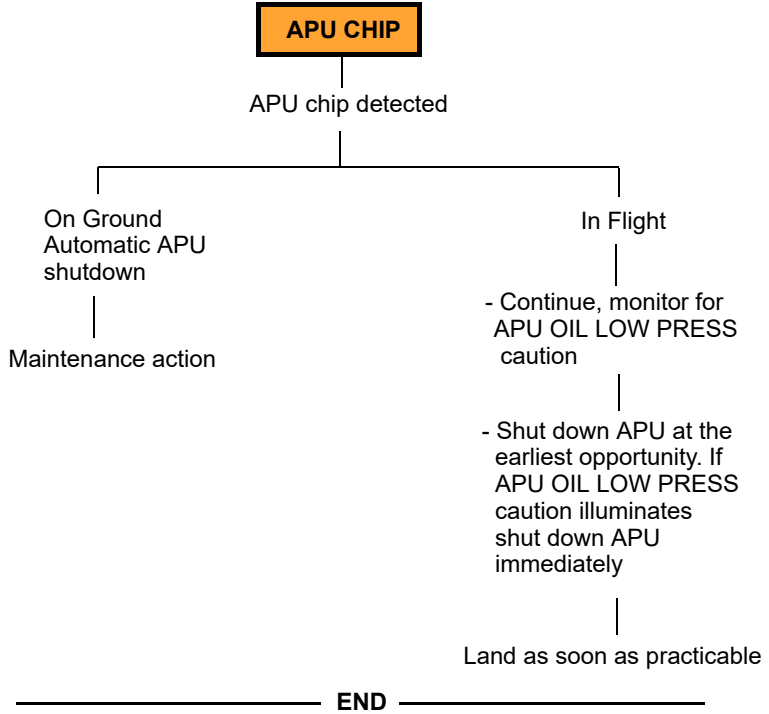 APU CHIP
APU chip detected
On Ground
Automatic APU
shutdown
Maintenance action
In Flight
- Continue, monitor for
APU OIL LOW PRESS
caution
- Shut down APU at the
earliest opportunity. If
APU OIL LOW PRESS
caution illuminates
shut down APU
immediately
Land as soon as practicable
END